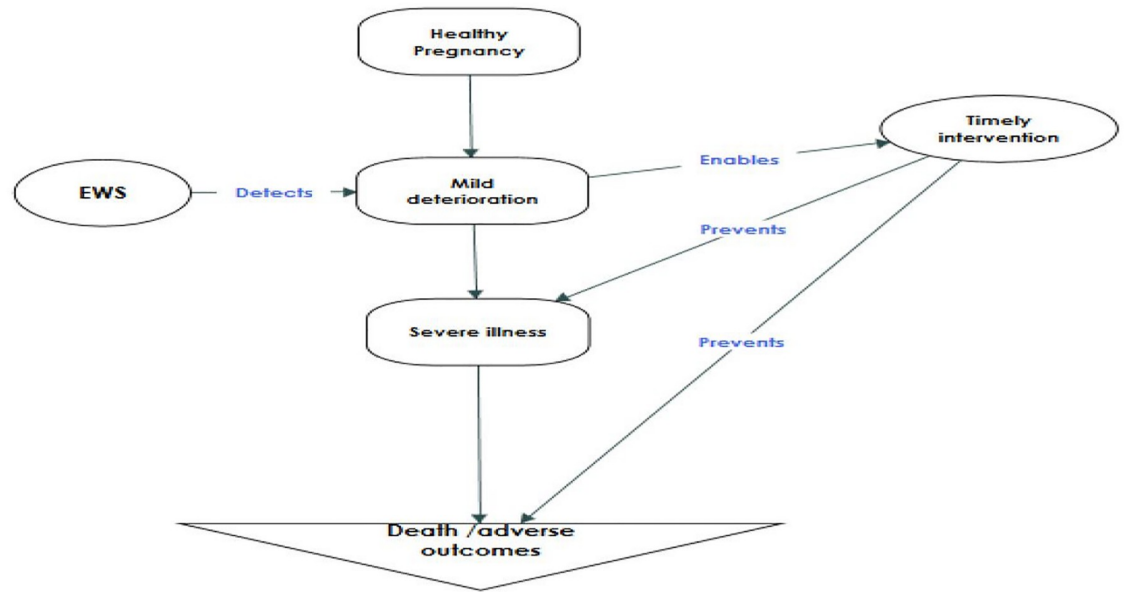 Healthy
Pregnancy
Timely
intervention
Enables
EWS
Detects
Mild
deterioration
Prevents
Severe illness
Prevents
Death /adverse
outcomes